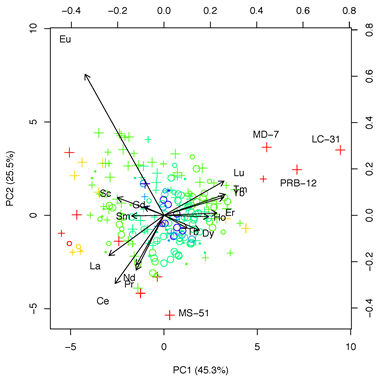 −0.4 −0.2 0.0 0.2 0.4 0.6 0.8
Eu
10
0.8
0.6
5
MD-7
LC-31
0.4
Lu
Tm
Yb
PRB-12
0.2
Sc
Gd
Er
Sm
Ho
0
0.0
Tb Dy
La
−0.2
Nd
Pr
Ce
MS-51
−5
−0.4
−5 0 5 10
PC1 (45.3%)
PC2 (25.5%)